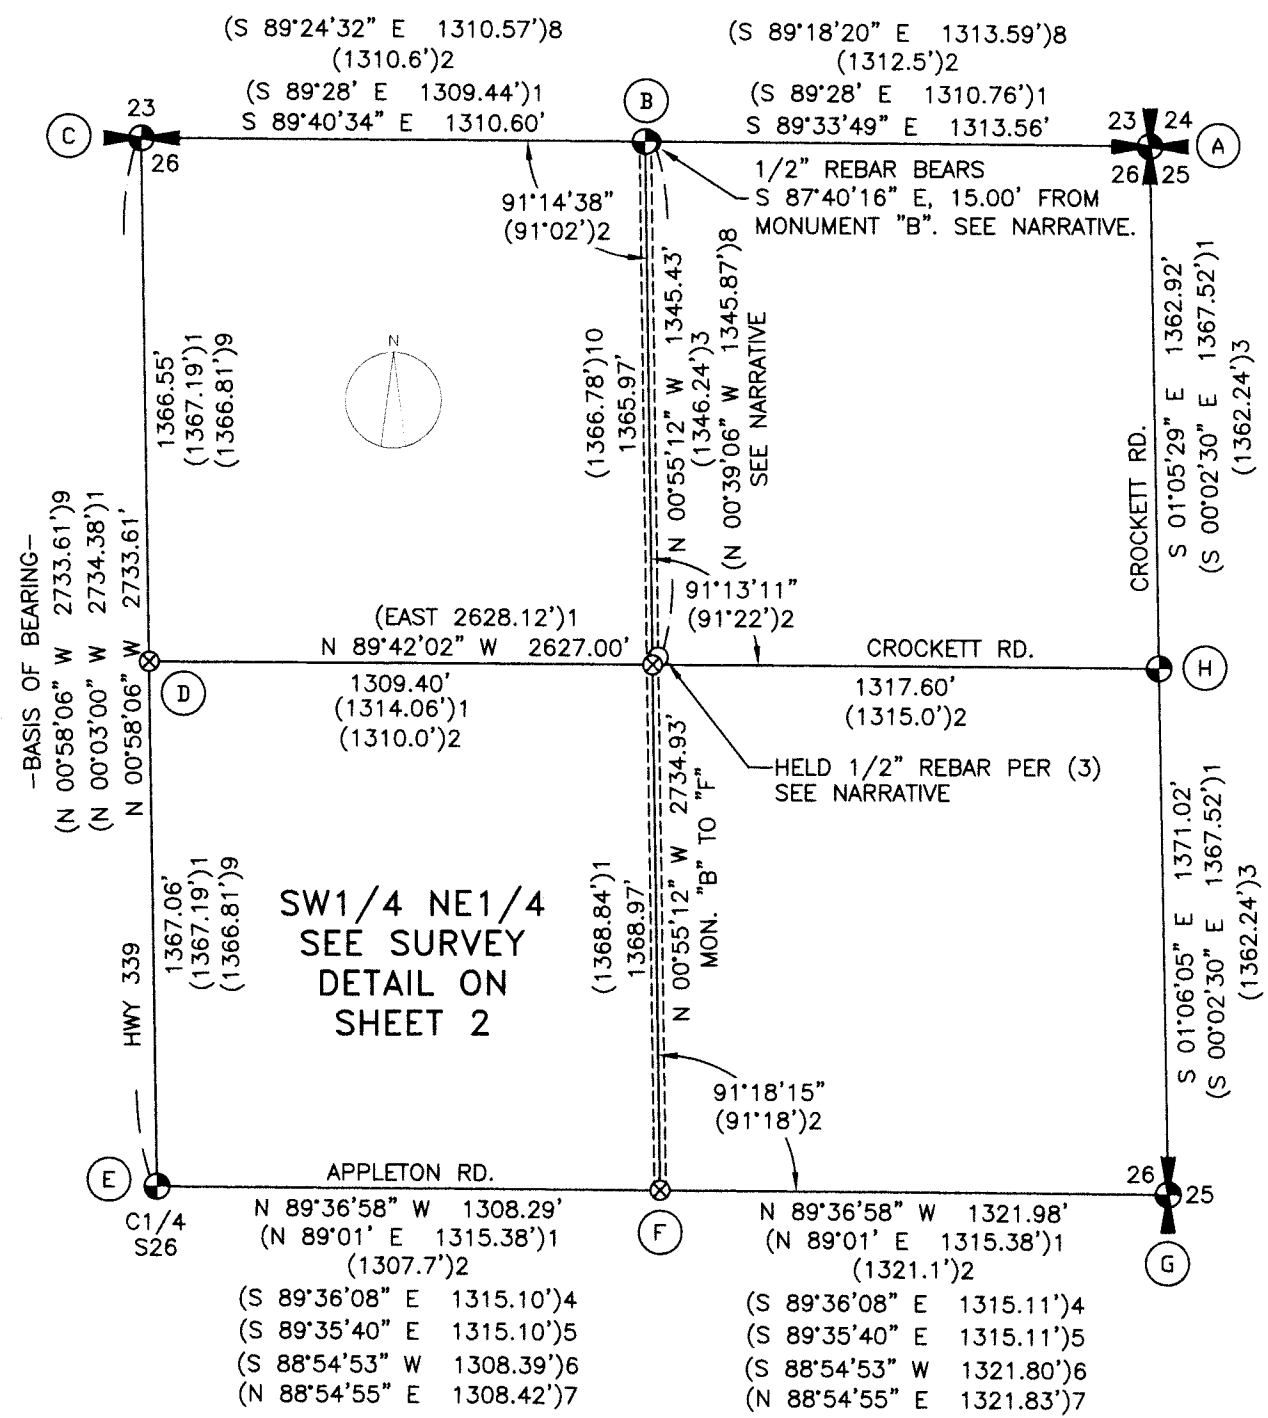 (S 89°24'32" E 1310.57')8
(1310.6')2
(S 89°28' E 1309.44')1
S 89°40'34" E 1310.60'
(S 89°18'20" E 1313.59')8
(1312.5')2
(S 89°28' E 1310.76')1
S 89°33'49" E 1313.56'
C
23
26
B
23 24
26 25
A
1/2" REBAR BEARS
S 87°40'16" E, 15.00' FROM
MONUMENT "B". SEE NARRATIVE.
91°14'38"
(91°02')2
N
1366.55'
(1367.19')1
(1366.81')9
(1366.78')10
1365.97'
N 00°55'12" W 1345.43'
(1346.24')3
(N 00°39'06" W 1345.87')8
SEE NARRATIVE
CROCKETT RD.
S 01°05'29" E 1362.92'
(S 00°02'30" E 1367.52')1
(1362.24')3
-BASIS OF BEARING-
(N 00°58'06" W 2733.61')9
(N 00°03'00" W 2734.38')1
N 00°58'06" W 2733.61'
91°13'11"
(91°22')2
(EAST 2628.12')1
N 89°42'02" W 2627.00'
CROCKETT RD.
D
H
1309.40'
(1314.06')1
(1310.0')2
1317.60'
(1315.0')2
HELD 1/2" REBAR PER (3)
SEE NARRATIVE
HWY 339
1367.06'
(1367.19')1
(1366.81')9
SW1/4 NE1/4
SEE SURVEY
DETAIL ON
SHEET 2
(1368.84')1
1368.97'
N 00°55'12" W 2734.93'
MON. "B" TO "F"
S 01°06'05" E 1371.02'
(S 00°02'30" E 1367.52')1
(1362.24')3
91°18'15"
(91°18')2
E
C1/4
S26
APPLETON RD.
F
26
25
G
N 89°36'58" W 1308.29'
(N 89°01' E 1315.38')1
(1307.7')2
(S 89°36'08" E 1315.10')4
(S 89°35'40" E 1315.10')5
(S 88°54'53" W 1308.39')6
(N 88°54'55" E 1308.42')7
N 89°36'58" W 1321.98'
(N 89°01' E 1315.38')1
(1321.1')2
(S 89°36'08" E 1315.11')4
(S 89°35'40" E 1315.11')5
(S 88°54'53" W 1321.80')6
(N 88°54'55" E 1321.83')7